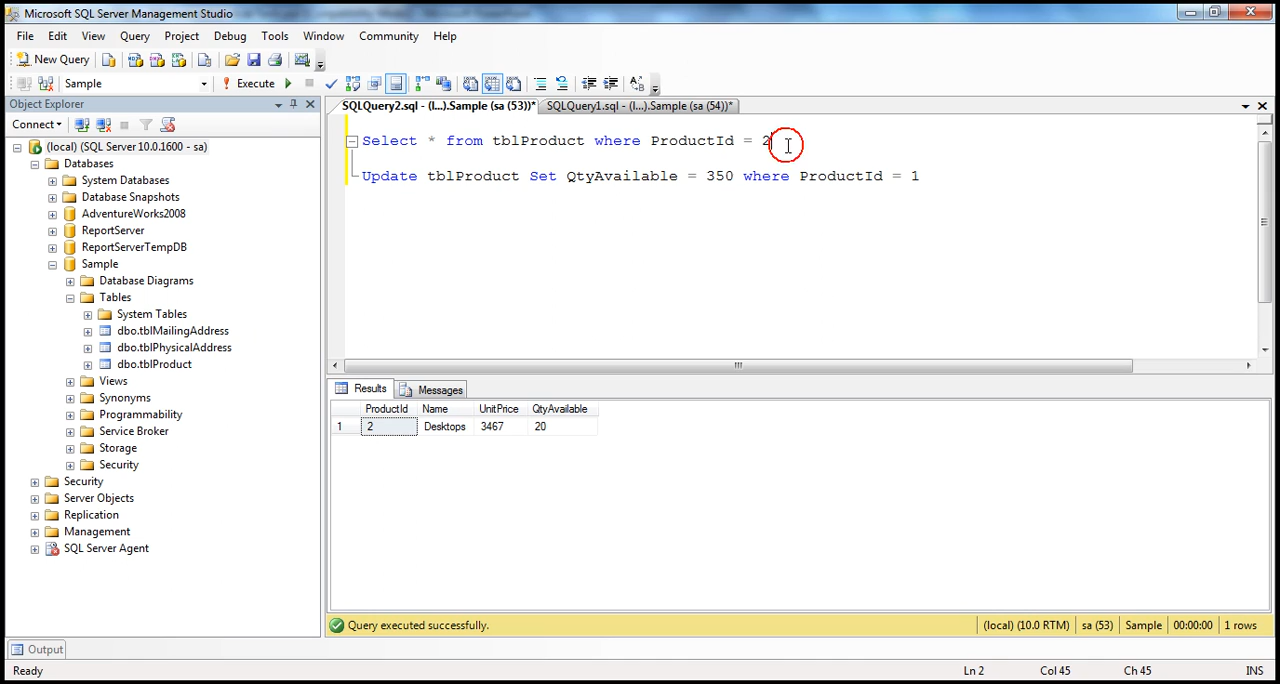 Microsoft SQL Server Management Studio
File Edit View Query Project Debug Tools Window Community Help
New Query
Sample Execute
Object Explorer
SQLQuery2.sql - (l...).Sample (sa (53))* SQLQuery1.sql - (l...).Sample (sa (54))*
Connect
(local) (SQL Server 10.0.1600 - sa)
Databases
System Databases
Database Snapshots
AdventureWorks2008
ReportServer
ReportServerTempDB
Sample
Database Diagrams
Tables
System Tables
dbo.tblMailingAddress
dbo.tblPhysicalAddress
dbo.tblProduct
Views
Synonyms
Programmability
Service Broker
Storage
Security
Security
Server Objects
Replication
Management
SQL Server Agent
Select * from tblProduct where ProductId = 2
Update tblProduct Set QtyAvailable = 350 where ProductId = 1
Results Messages
ProductId Name UnitPrice QtyAvailable
1 2 Desktops 3467 20
Query executed successfully. (local) (10.0 RTM) sa (53) Sample 00:00:00 1 rows
Output
Ready Ln 2 Col 45 Ch 45 INS